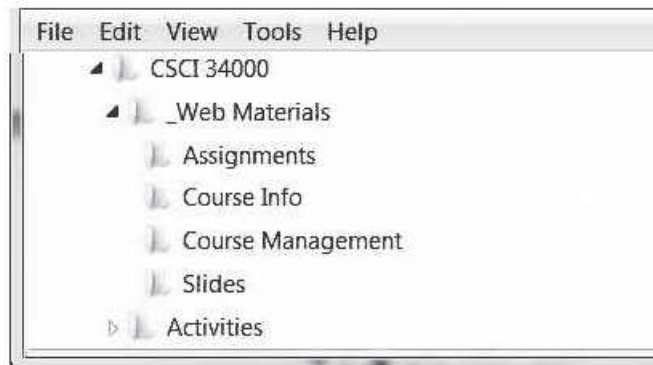 File Edit View Tools Help
CSCI 34000
_Web Materials
Assignments
Course Info
Course Management
Slides
Activities